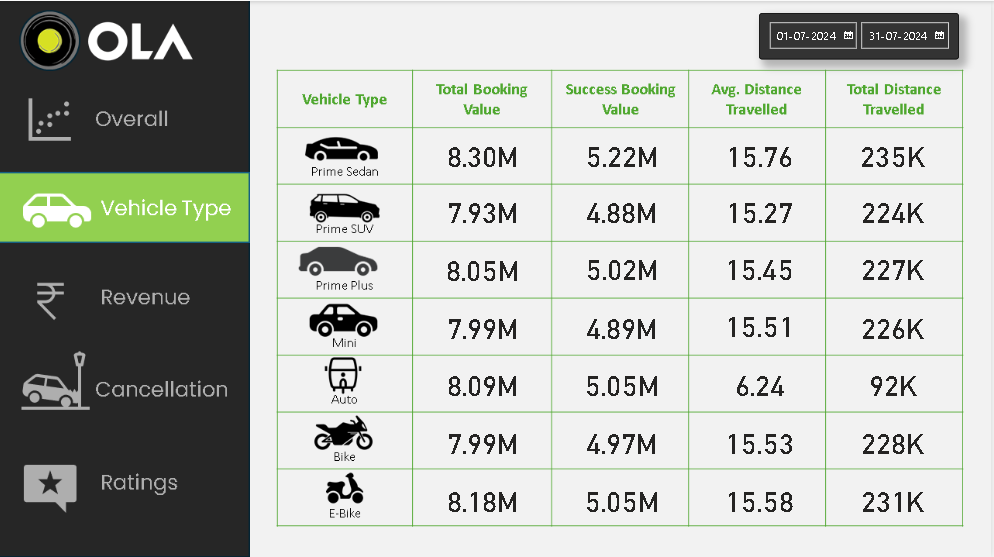 OLA
01-07-2024 31-07-2024
Overall
Vehicle Type
Revenue
Cancellation
Ratings
Vehicle Type Total Booking Value Success Booking Value Avg. Distance Travelled Total Distance Travelled
Prime Sedan 8.30M 5.22M 15.76 235K
Prime SUV 7.93M 4.88M 15.27 224K
Prime Plus 8.05M 5.02M 15.45 227K
Mini 7.99M 4.89M 15.51 226K
Auto 8.09M 5.05M 6.24 92K
Bike 7.99M 4.97M 15.53 228K
E-Bike 8.18M 5.05M 15.58 231K